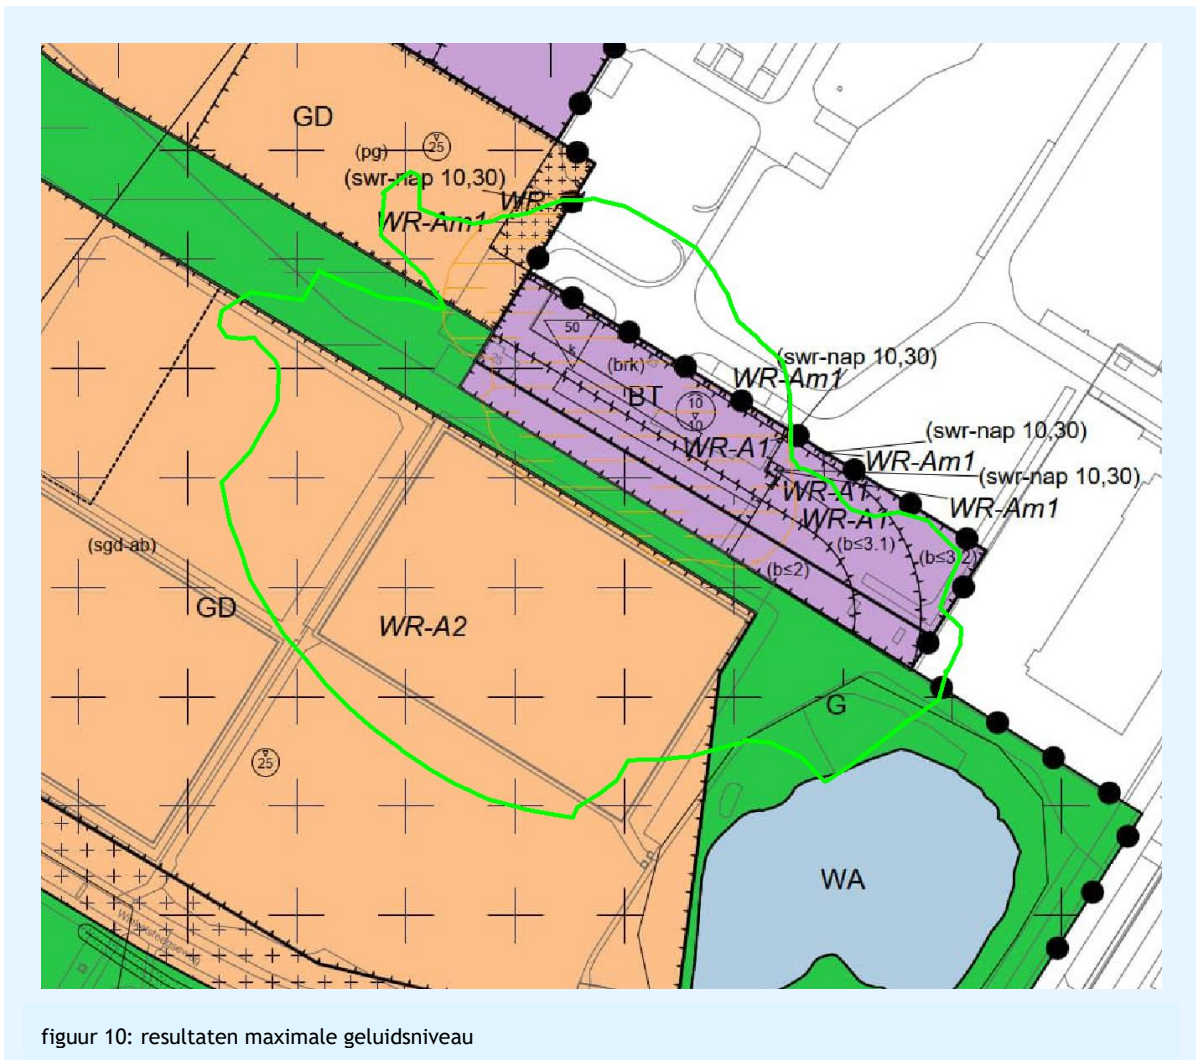 GD
25
(pg)
(swr-nap 10,30)
WR-Am1
50
(brk)
BT
10
10
(swr-nap 10,30)
WR-Am1
WR-A1
(swr-nap 10,30)
WR-Am1
(swr-nap 10,30)
WR-Am1
WR-A1
WR-A1
(b≤3.1)
(b≤3.2)
(b≤2)
(sgd-ab)
GD
WR-A2
G
25
WA
figuur 10: resultaten maximale geluidsniveau